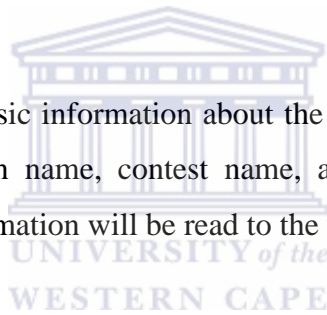 sic information about the
n name, contest name, a
mation will be read to the
UNIVERSITY of the
WESTERN CAPE